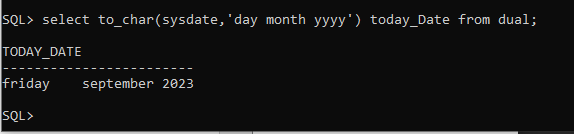 SQL> select to_char(sysdate,'day month yyyy') today_Date from dual;
TODAY_DATE
------------------------
friday    september 2023
SQL>